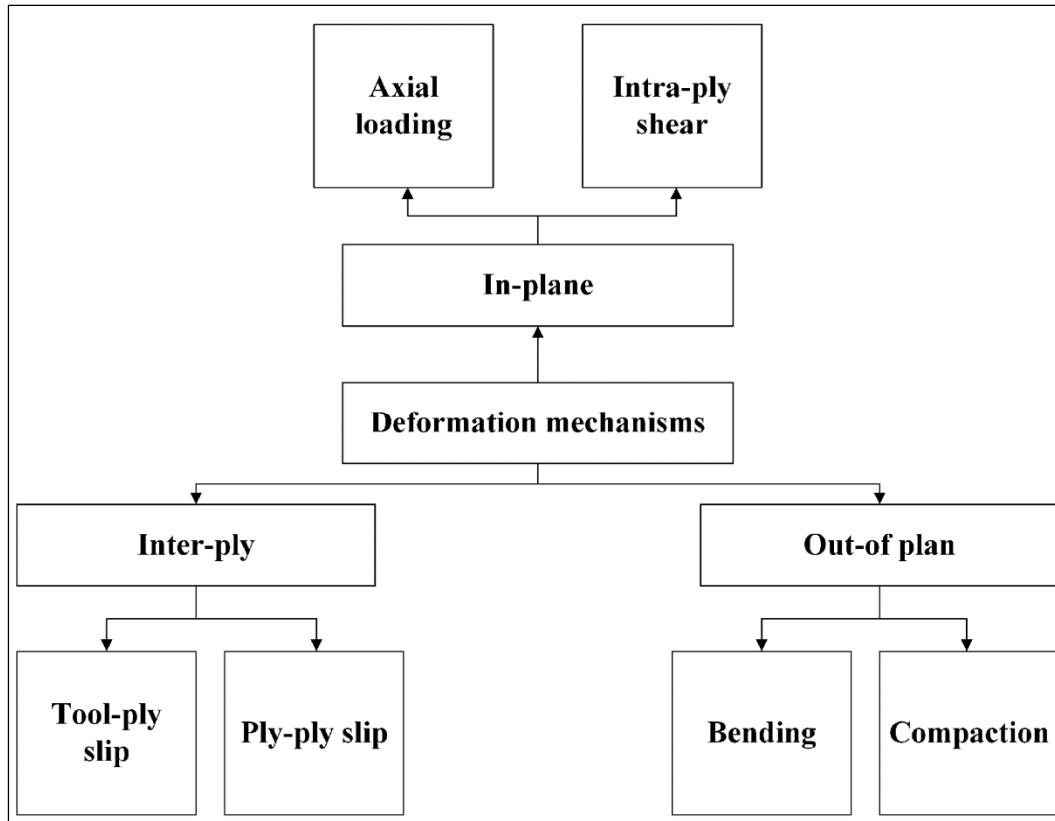 Axial
loading
Intra-ply
shear
In-plane
Deformation mechanisms
Inter-ply
Out-of plan
Tool-ply
slip
Ply-ply slip
Bending
Compaction